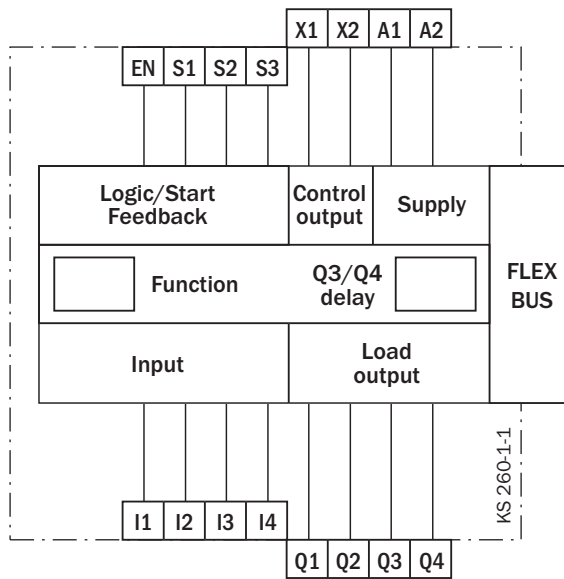 X1 X2 A1 A2
EN S1 S2 S3
Logic/Start
Feedback
Control
output
Supply
Function
Q3/Q4
delay
FLEX
BUS
Input
Load
output
KS 260-1-1
I1 I2 I3 I4
Q1 Q2 Q3 Q4